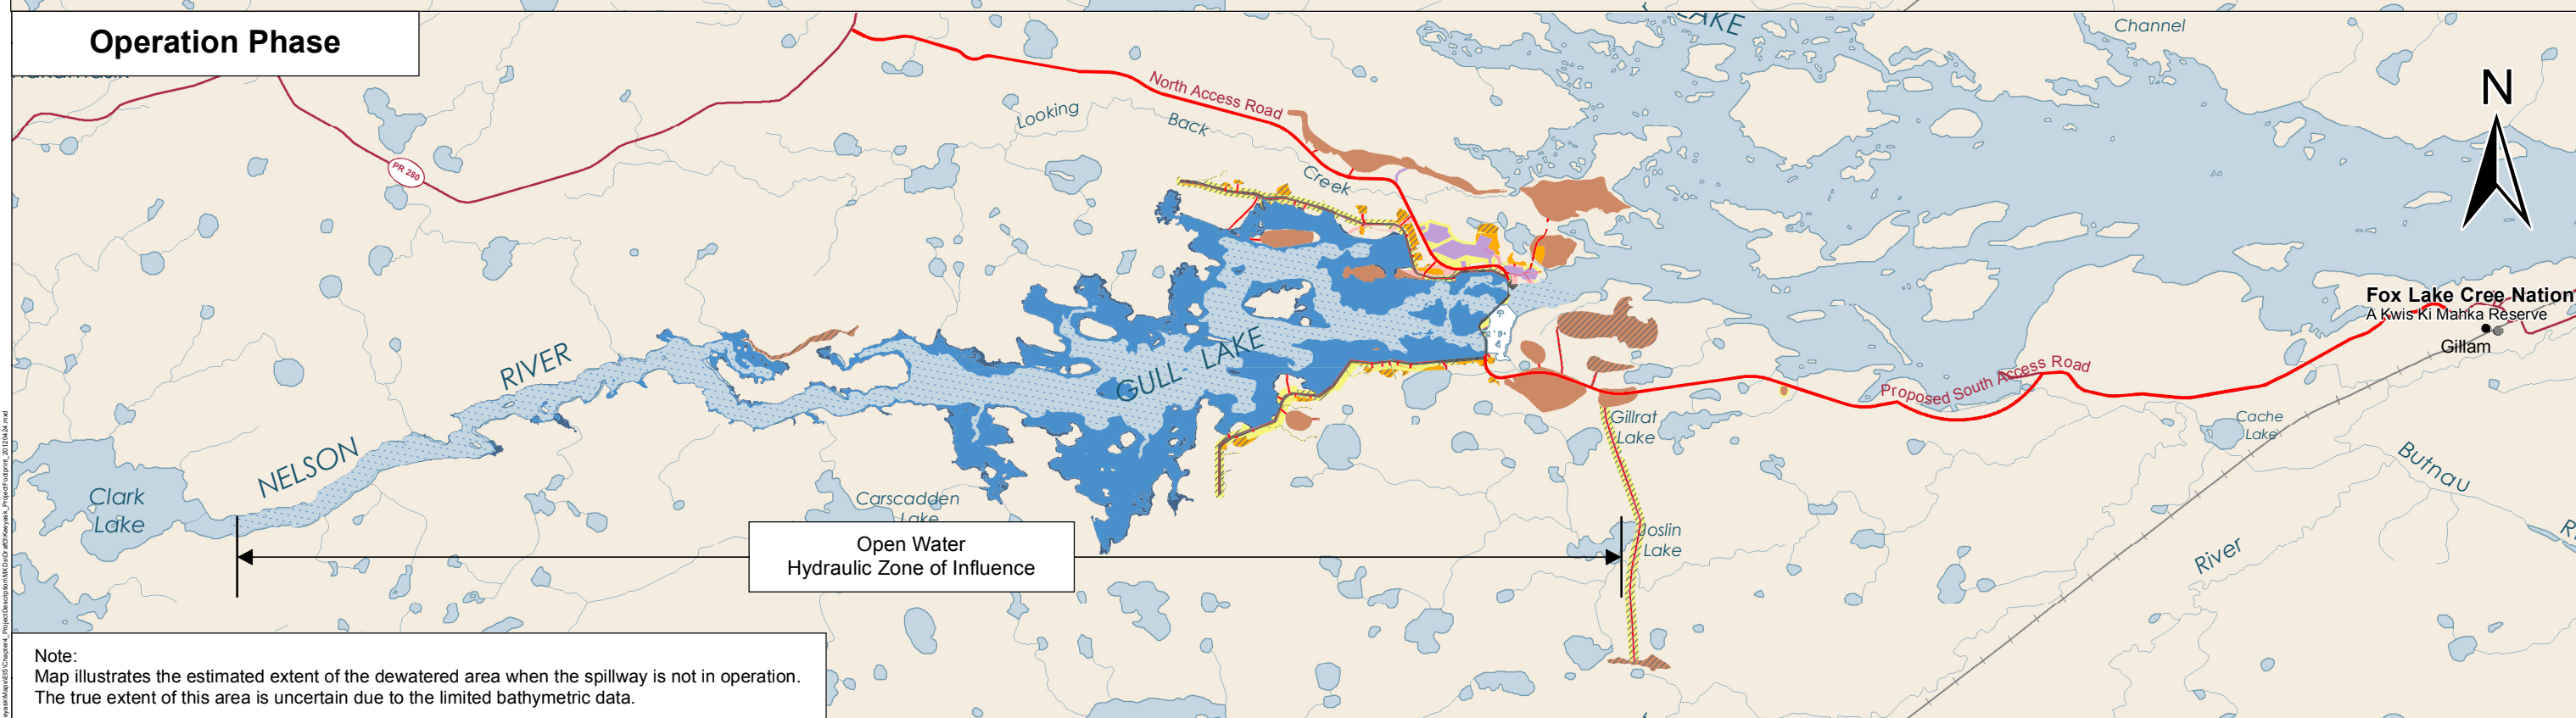 Operation Phase
LAKE
Channel
N
North Access Road
Looking
Back
Creek
PR 280
Fox Lake Cree Nation
A Kwis Ki Mahka Reserve
Gillam
RIVER
GULL LAKE
Proposed South Access Road
Gillrat
Lake
Cache
Lake
NELSON
Butnau
Clark
Lake
Carscadden
Lake
Joslin
Lake
Open Water
Hydraulic Zone of Influence
River
Note:
Map illustrates the estimated extent of the dewatered area when the spillway is not in operation.
The true extent of this area is uncertain due to the limited bathymetric data.